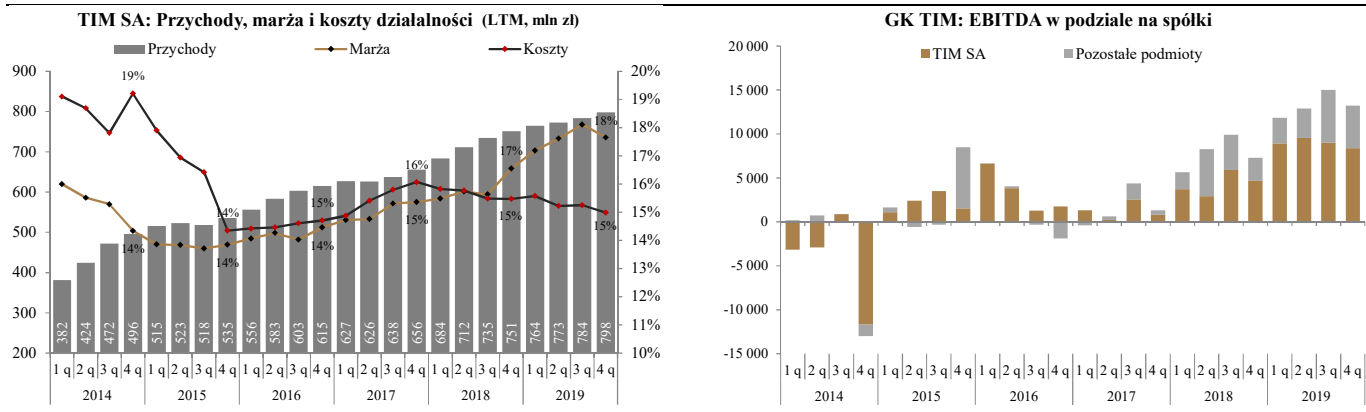 TIM SA: Przychody, marża i koszty działalności (LTM, mln zł)
Przychody Marża Koszty
900 20%
19%
800 18%
700 17%
16%
600 15%
500 14%
400 13%
12%
300 11%
200 10%
19% 14% 14% 14% 15% 14% 16% 15% 17% 15% 18% 15%
382 424 472 496 515 523 518 535 556 583 603 615 627 626 638 656 684 712 735 751 764 773 784 798
1 q 2 q 3 q 4 q 1 q 2 q 3 q 4 q 1 q 2 q 3 q 4 q 1 q 2 q 3 q 4 q 1 q 2 q 3 q 4 q 1 q 2 q 3 q 4 q
2014 2015 2016 2017 2018 2019
GK TIM: EBITDA w podziale na spółki
TIM SA Pozostałe podmioty
20 000
15 000
10 000
5 000
0
-5 000
-10 000
-15 000
1 q 2 q 3 q 4 q 1 q 2 q 3 q 4 q 1 q 2 q 3 q 4 q 1 q 2 q 3 q 4 q 1 q 2 q 3 q 4 q 1 q 2 q 3 q 4 q
2014 2015 2016 2017 2018 2019